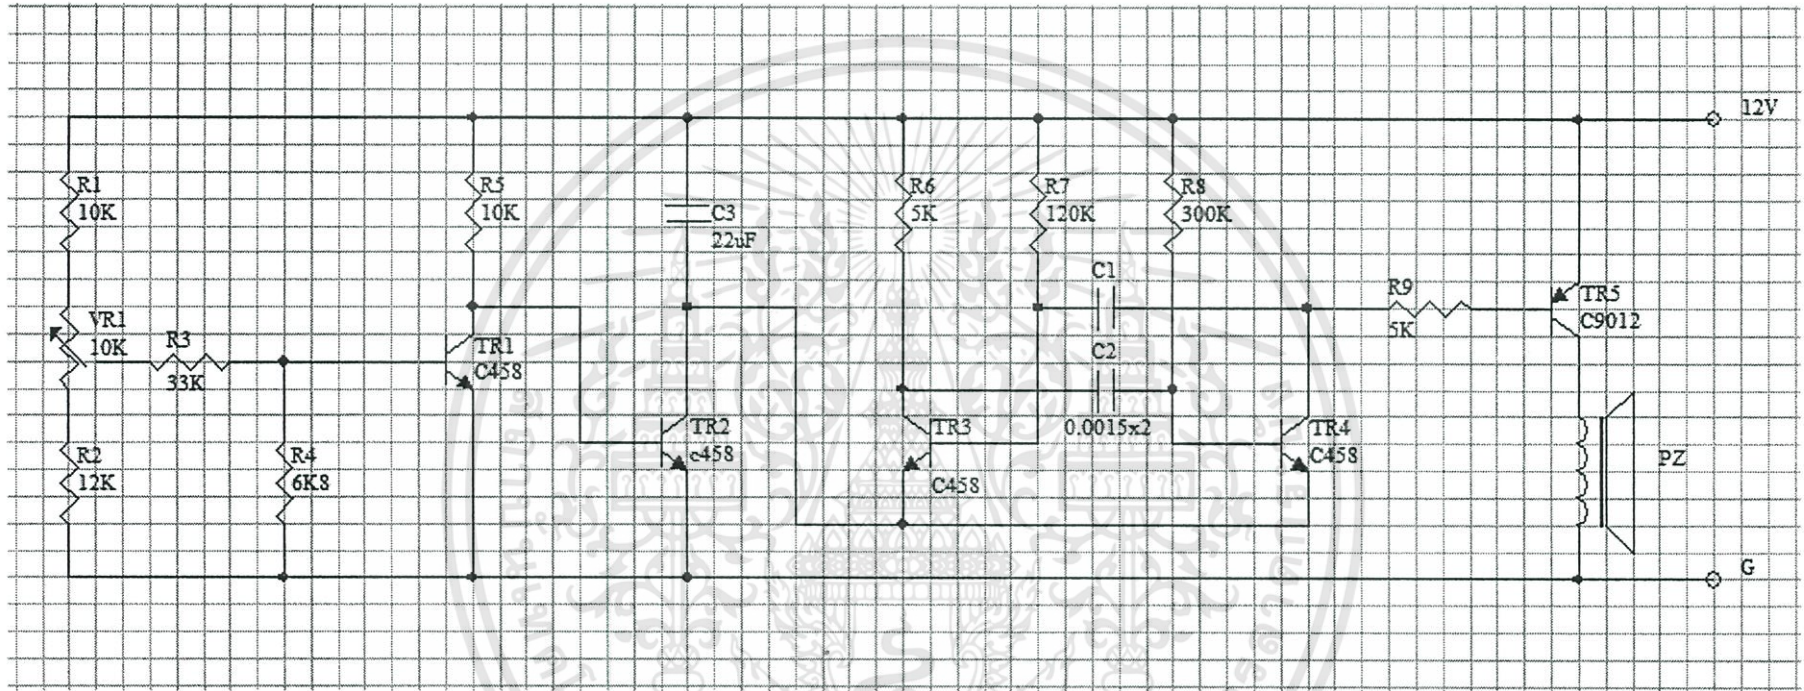 12V
R1
10K
R5
10K
C3
22uF
R6
5K
R7
120K
R8
300K
C1
R9
5K
TR5
C9012
VR1
10K
R3
33K
TR1
C458
C2
0.0015x2
R2
12K
R4
6K8
TR2
c458
TR3
C458
TR4
C458
PZ
G